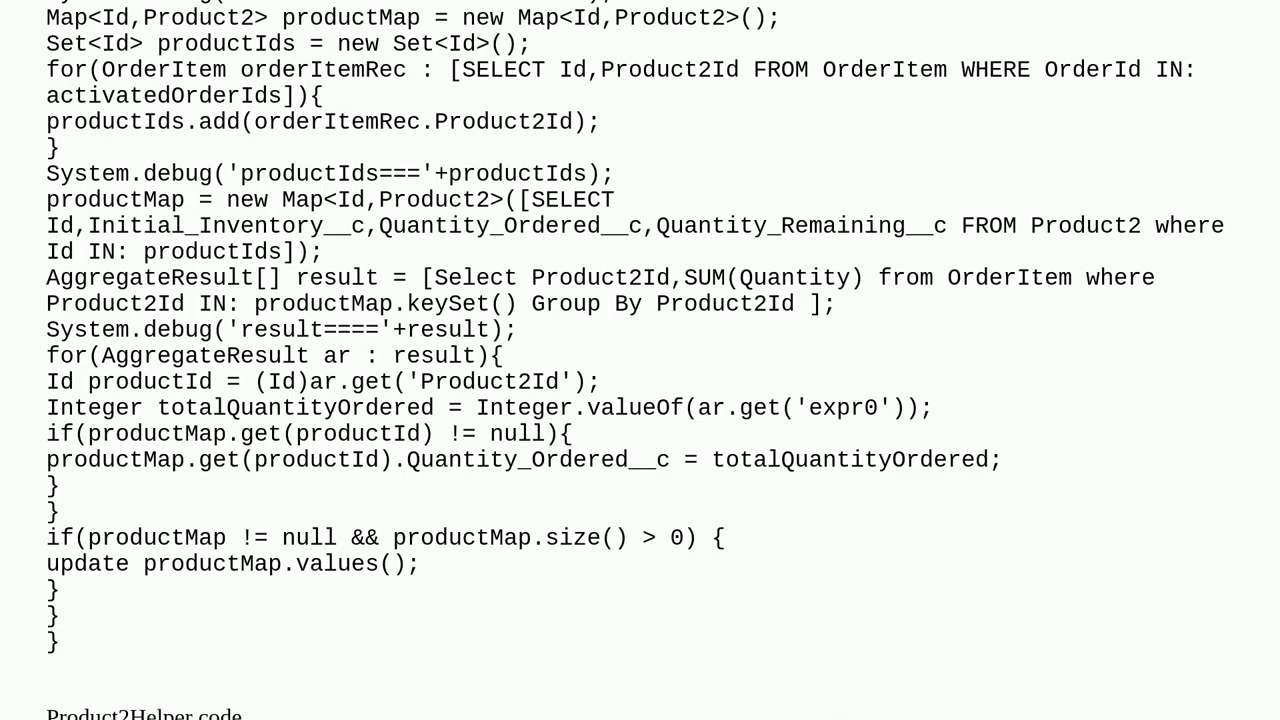 Map<Id,Product2> productMap = new Map<Id,Product2>();
Set<Id> productIds = new Set<Id>();
for(OrderItem orderItemRec : [SELECT Id,Product2Id FROM OrderItem WHERE OrderId IN:
activatedOrderIds]){
productIds.add(orderItemRec.Product2Id);
}
System.debug('productIds==='+productIds);
productMap = new Map<Id,Product2>([SELECT
Id,Initial_Inventory__c,Quantity_Ordered__c,Quantity_Remaining__c FROM Product2 where
Id IN: productIds]);
AggregateResult[] result = [Select Product2Id,SUM(Quantity) from OrderItem where
Product2Id IN: productMap.keySet() Group By Product2Id ];
System.debug('result===='+result);
for(AggregateResult ar : result){
Id productId = (Id)ar.get('Product2Id');
Integer totalQuantityOrdered = Integer.valueOf(ar.get('expr0'));
if(productMap.get(productId) != null){
productMap.get(productId).Quantity_Ordered__c = totalQuantityOrdered;
}
}
if(productMap != null && productMap.size() > 0) {
update productMap.values();
}
}
}
Product2Helper code